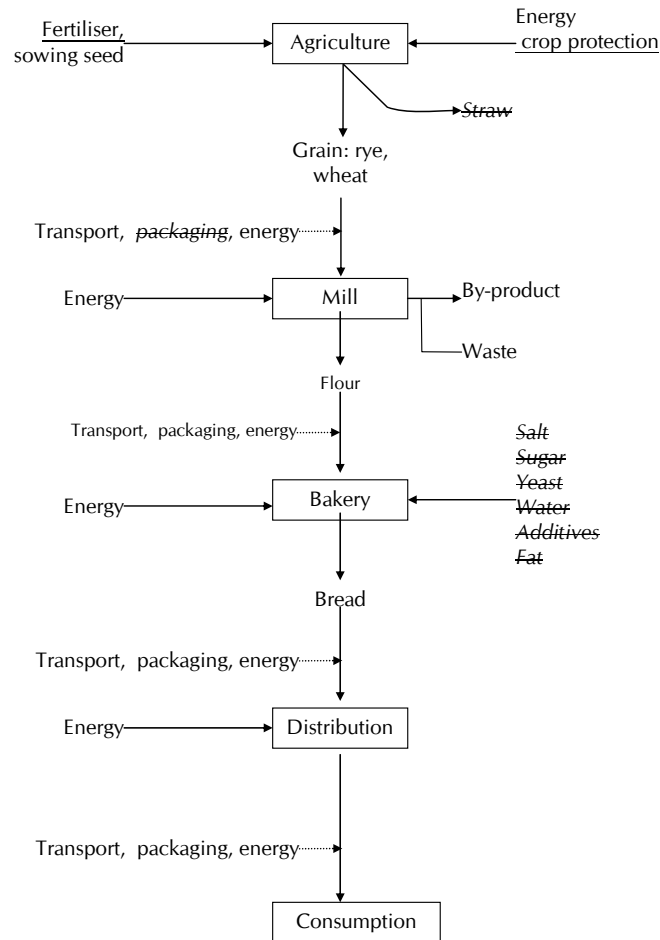 Fertiliser,
sowing seed
Agriculture
Energy
crop protection
Straw
Grain: rye,
wheat
Transport, packaging, energy
Energy
Mill
By-product
Waste
Flour
Transport, packaging, energy
Salt
Sugar
Yeast
Water
Additives
Fat
Energy
Bakery
Bread
Transport, packaging, energy
Energy
Distribution
Transport, packaging, energy
Consumption